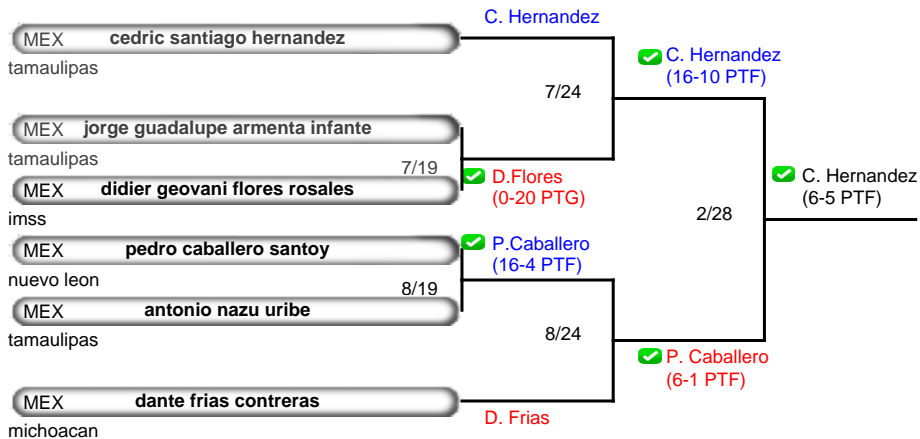 C. Hernandez
MEX cedric santiago hernandez
tamaulipas
C. Hernandez
(16-10 PTF)
7/24
MEX jorge guadalupe armenta infante
tamaulipas
7/19
D.Flores
(0-20 PTG)
MEX didier geovani flores rosales
imss
C. Hernandez
(6-5 PTF)
2/28
MEX pedro caballero santoy
nuevo leon
P.Caballero
(16-4 PTF)
8/19
MEX antonio nazu uribe
tamaulipas
8/24
P. Caballero
(6-1 PTF)
MEX dante frias contreras
michoacan
D. Frias